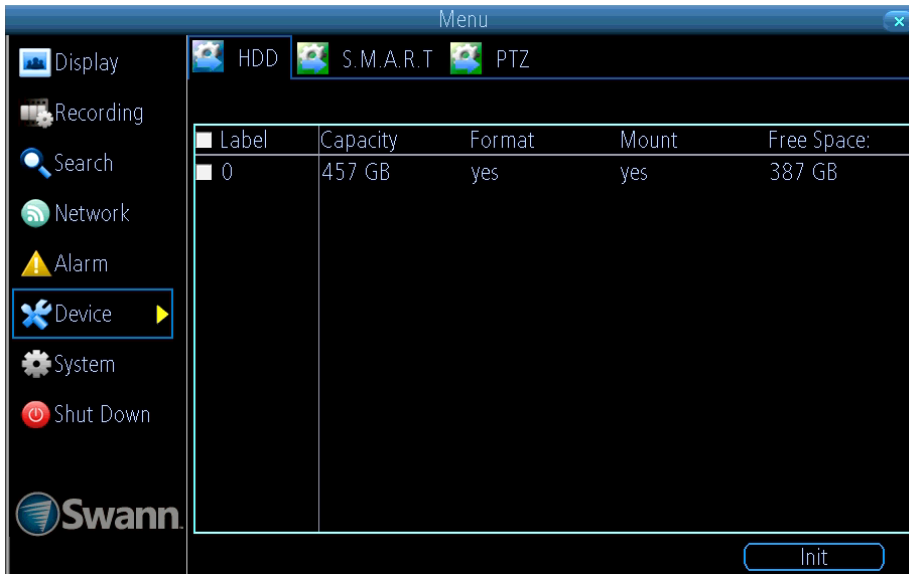 Menu
Display
Recording
Search
Network
Alarm
Device
System
Shut Down
Swann.
HDD S.M.A.R.T PTZ
Label Capacity Format Mount Free Space:
0 457 GB yes yes 387 GB
Init